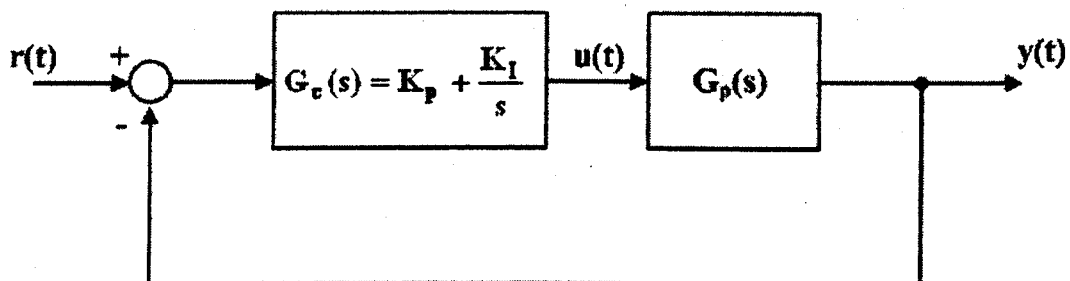 r(t)
+
-
G_c(s) = K_p + K_I/s
u(t)
G_p(s)
y(t)